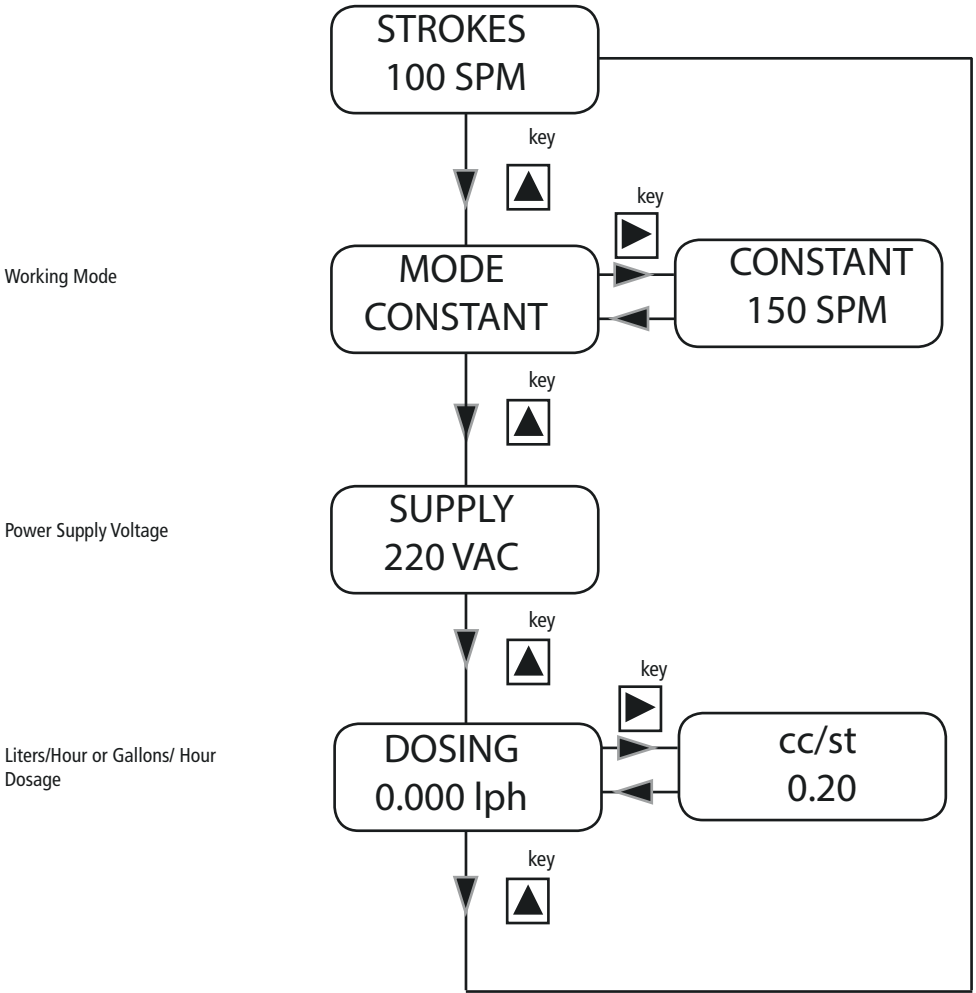 STROKES
100 SPM
key
key
Working Mode
MODE
CONSTANT
CONSTANT
150 SPM
key
Power Supply Voltage
SUPPLY
220 VAC
key
key
Liters/Hour or Gallons/ Hour
Dosage
DOSING
0.000 lph
cc/st
0.20
key